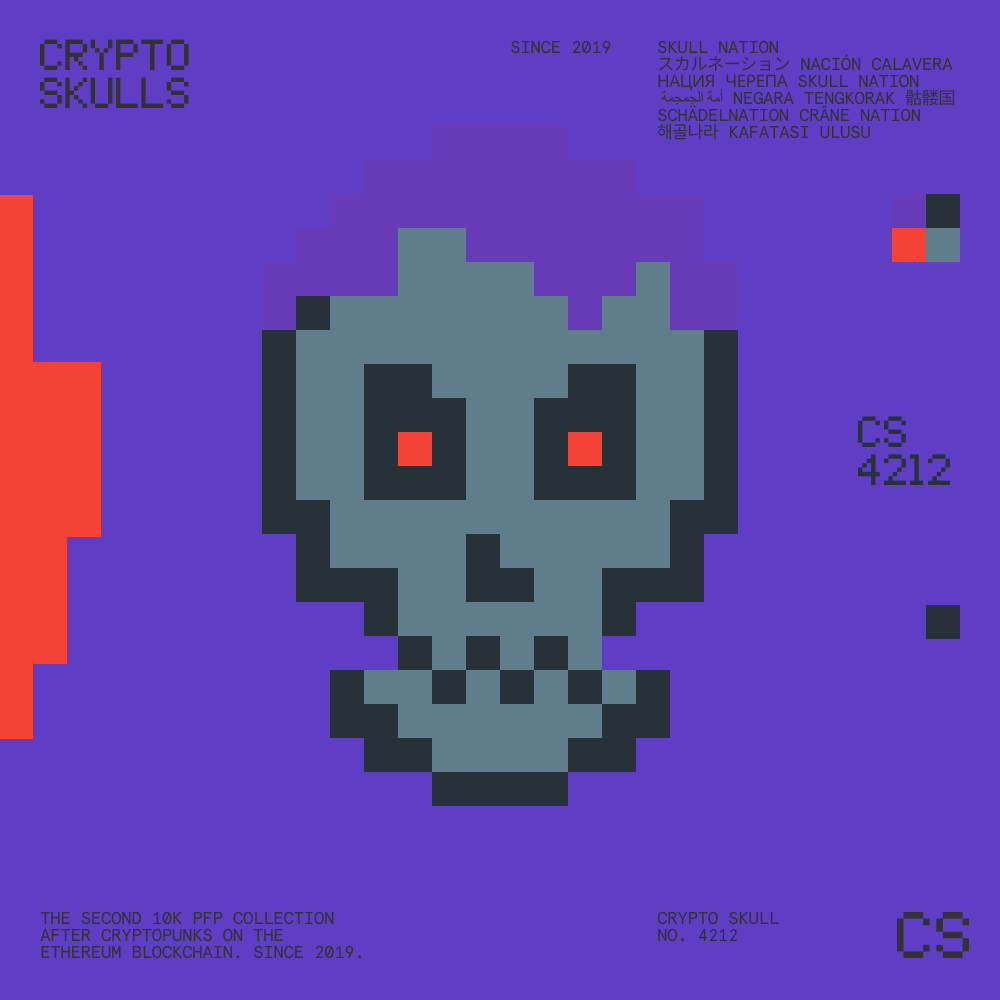 CRYPTO
SKULLS
SINCE 2019
SKULL NATION
スカルネーション NACIÓN CALAVERA
НАЦИЯ ЧЕРЕПА SKULL NATION
أمة الجمجمة NEGARA TENGKORAK 骷髅国
SCHÄDELNATION CRÂNE NATION
해골나라 KAFATASI ULUSU
CS
4212
THE SECOND 10K PFP COLLECTION
AFTER CRYPTOPUNKS ON THE
ETHEREUM BLOCKCHAIN. SINCE 2019.
CRYPTO SKULL
NO. 4212
CS